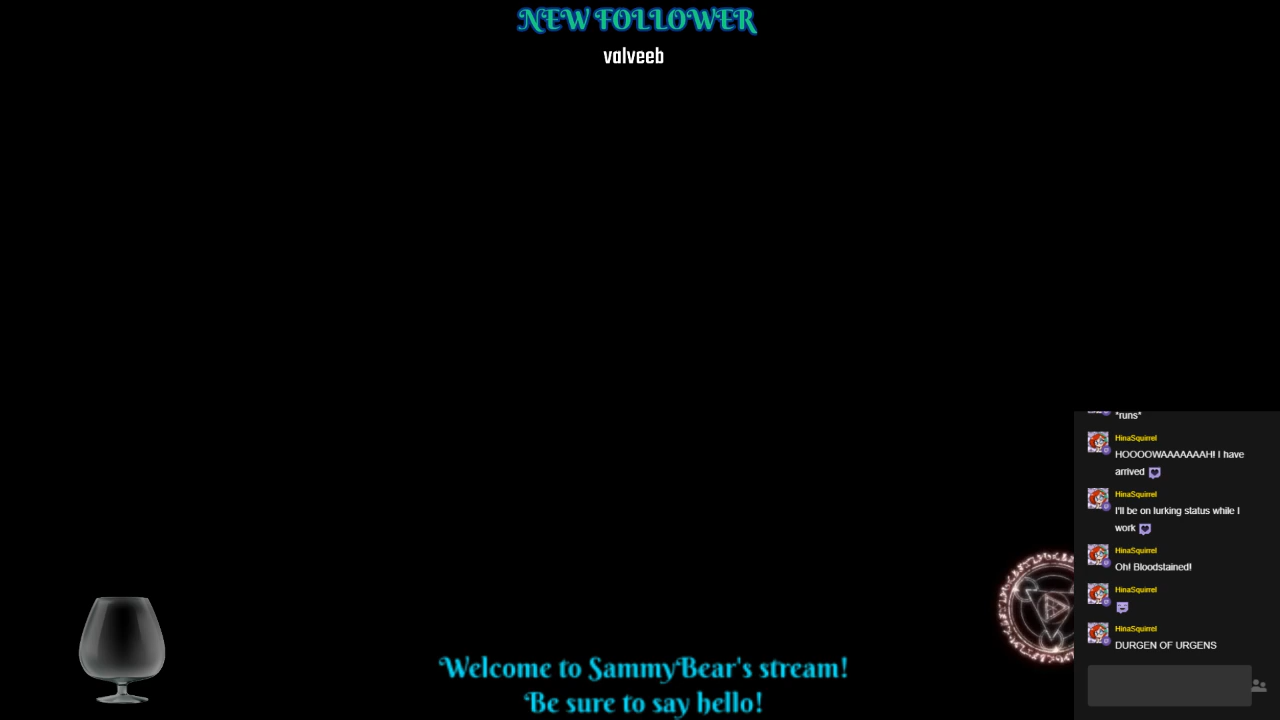 NEW FOLLOWER
valveeb
*runs*
HinaSquirrel
HOOOOWAAAAAAAH! I have
arrived
HinaSquirrel
I'll be on lurking status while I
work
HinaSquirrel
Oh! Bloodstained!
HinaSquirrel
HinaSquirrel
DURGEN OF URGENS
Welcome to SammyBear's stream!
Be sure to say hello!